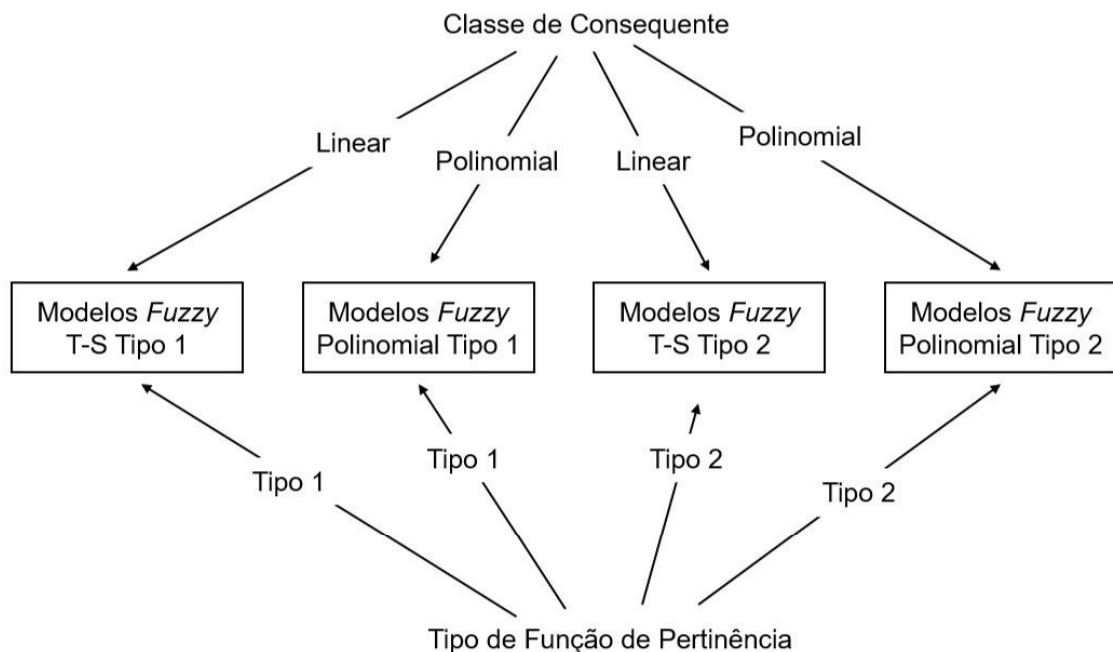 Classe de Consequente
Linear
Polinomial
Linear
Polinomial
Modelos Fuzzy
T-S Tipo 1
Modelos Fuzzy
Polinomial Tipo 1
Modelos Fuzzy
T-S Tipo 2
Modelos Fuzzy
Polinomial Tipo 2
Tipo 1
Tipo 1
Tipo 2
Tipo 2
Tipo de Função de Pertinência